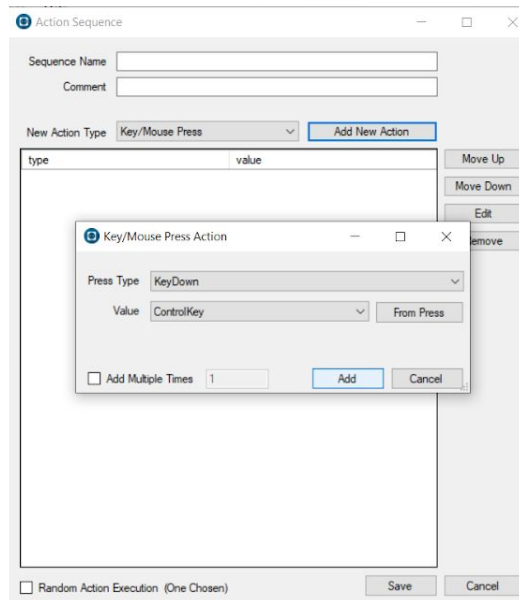 Action Sequence
Sequence Name
Comment
New Action Type Key/Mouse Press Add New Action
type value
Move Up
Move Down
Edit
emove
Key/Mouse Press Action
Press Type KeyDown
Value ControlKey From Press
Add Multiple Times 1 Add Cancel
Random Action Execution (One Chosen) Save Cancel